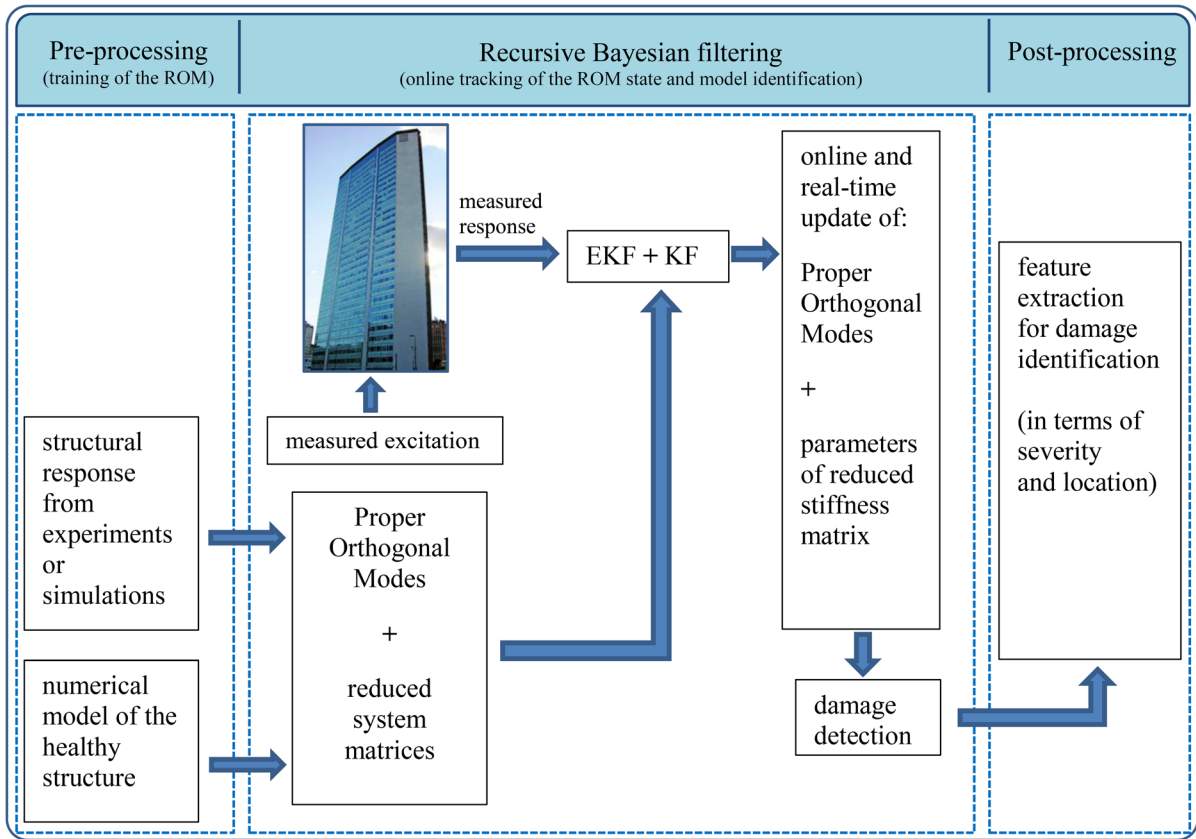 Pre-processing
(training of the ROM)
Recursive Bayesian filtering
(online tracking of the ROM state and model identification)
Post-processing
structural
response
from
experiments
or
simulations
numerical
model of the
healthy
structure
measured
response
measured excitation
Proper
Orthogonal
Modes
+
reduced
system
matrices
EKF + KF
online and
real-time
update of:
Proper
Orthogonal
Modes
+
parameters
of reduced
stiffness
matrix
damage
detection
feature
extraction
for damage
identification
(in terms of
severity
and location)